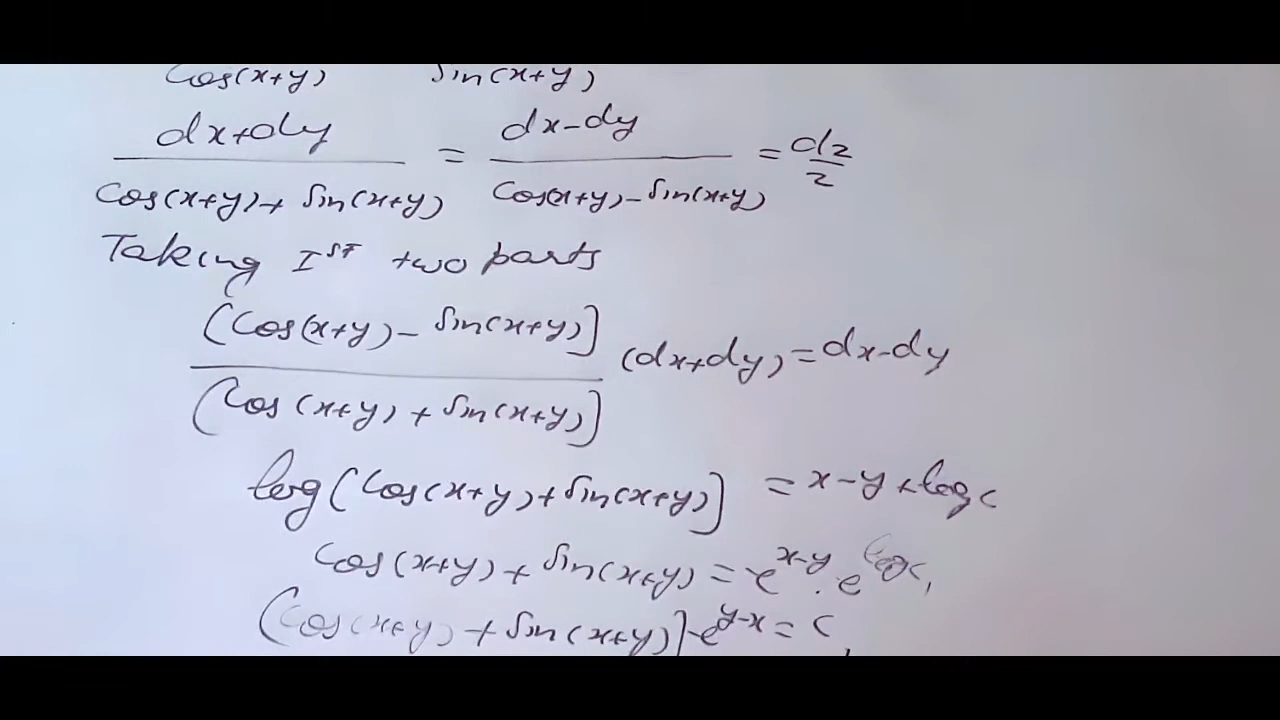 cos(x+y) sin(x+y)
dx+dy / cos(x+y)+ sin(x+y) = dx-dy / cos(x+y)-sin(x+y) = dz/z
Taking Ist two parts
[cos(x+y)- sin(x+y)] / [cos(x+y)+ sin(x+y)] (dx+dy)=dx-dy
log[cos(x+y)+sin(x+y)] = x-y+log c
cos(x+y)+ sin(x+y)= e^x-y . e^log c,
[cos(x+y)+ sin(x+y)] e^y-x = c,